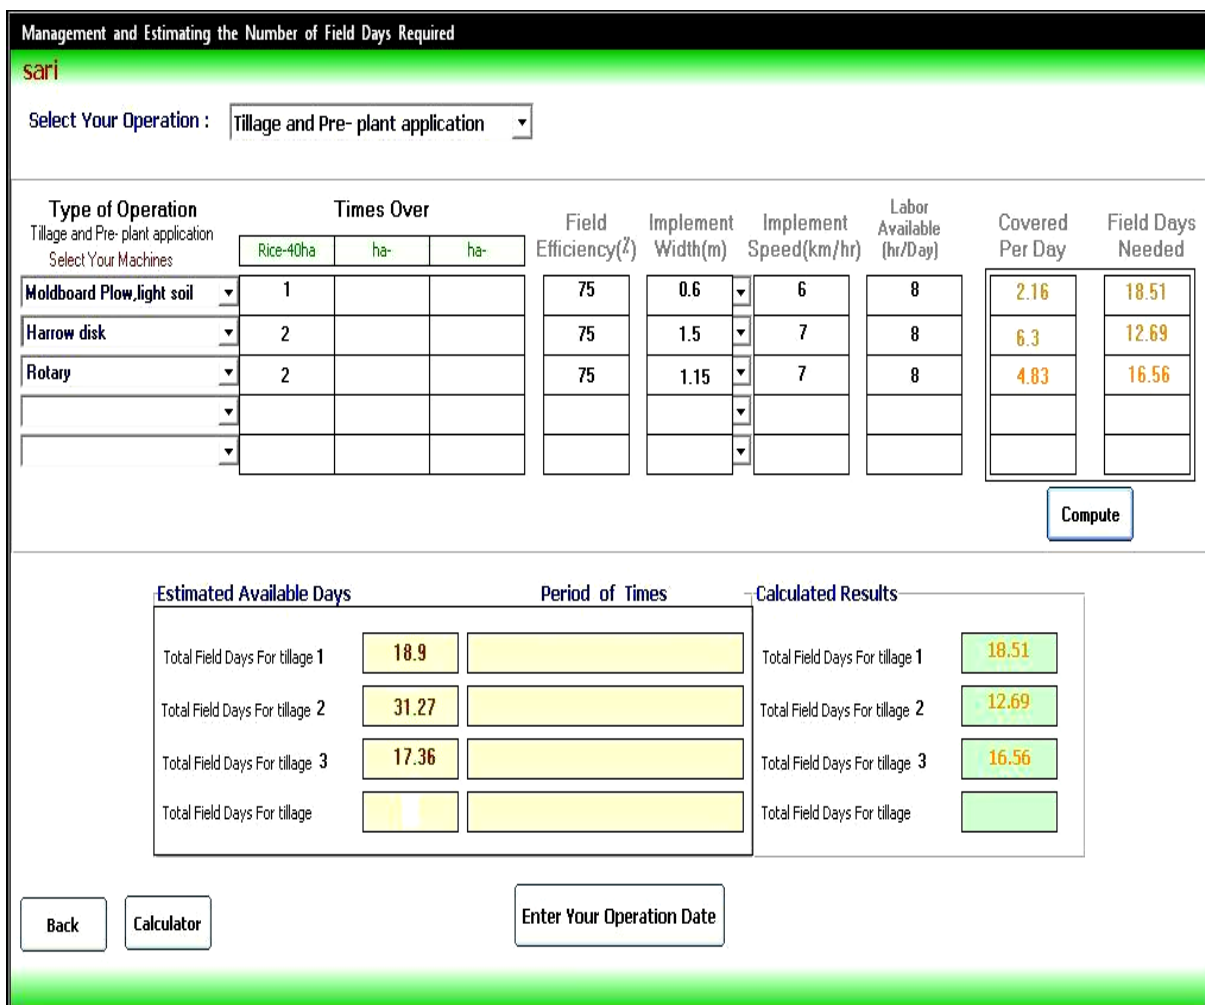 Management and Estimating the Number of Field Days Required
sari
Select Your Operation : Tillage and Pre- plant application
Type of Operation
Tillage and Pre- plant application
Select Your Machines
Times Over
Rice-40ha ha- ha-
Field Efficiency(%)
Implement Width(m)
Implement Speed(km/hr)
Labor Available (hr/Day)
Covered Per Day
Field Days Needed
Moldboard Plow,light soil 1 75 0.6 6 8 2.16 18.51
Harrow disk 2 75 1.5 7 8 6.3 12.69
Rotary 2 75 1.15 7 8 4.83 16.56
Compute
Estimated Available Days Period of Times Calculated Results
Total Field Days For tillage 1 18.9 Total Field Days For tillage 1 18.51
Total Field Days For tillage 2 31.27 Total Field Days For tillage 2 12.69
Total Field Days For tillage 3 17.36 Total Field Days For tillage 3 16.56
Total Field Days For tillage Total Field Days For tillage
Back Calculator Enter Your Operation Date